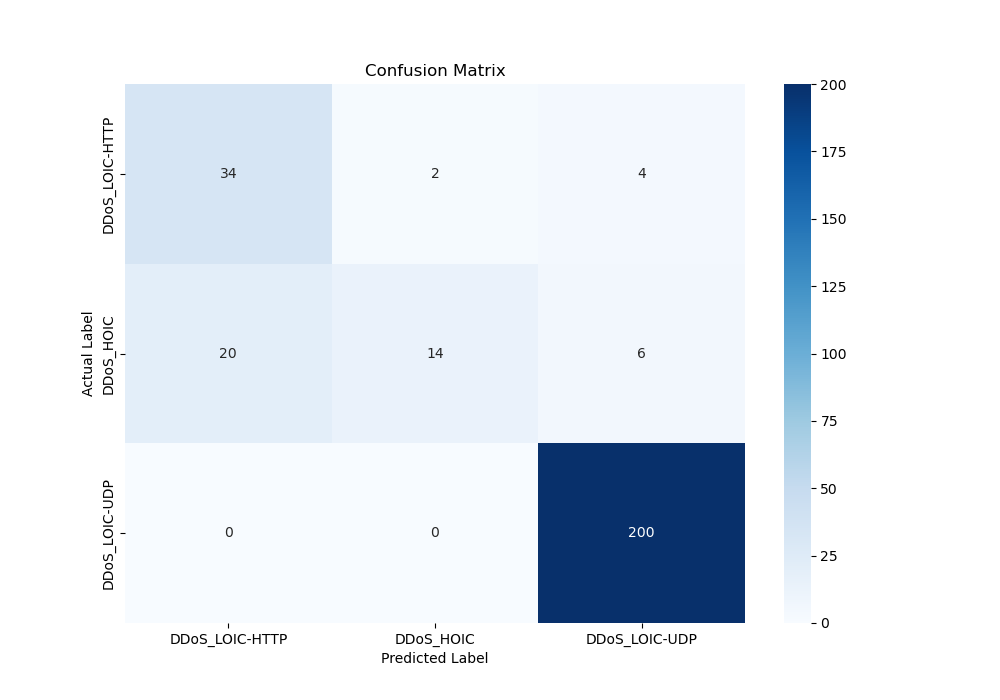 Confusion Matrix
DDoS_LOIC-HTTP
34
2
4
DDoS_HOIC
20
14
6
DDoS_LOIC-UDP
0
0
200
Actual Label
DDoS_LOIC-HTTP
DDoS_HOIC
DDoS_LOIC-UDP
Predicted Label
200
175
150
125
100
75
50
25
0